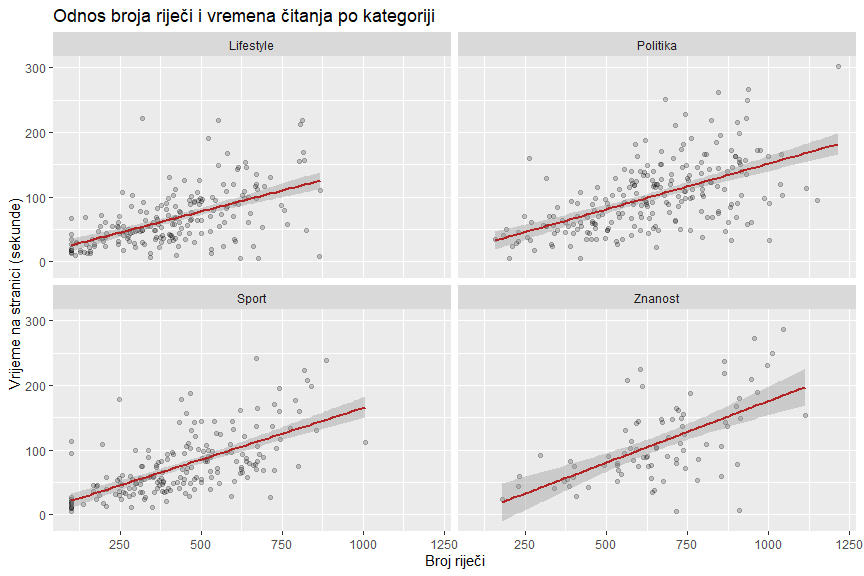 Odnos broja riječi i vremena čitanja po kategoriji
Lifestyle
Politika
300
200
100
0
Sport
Znanost
300
200
100
0
250 500 750 1000 1250
250 500 750 1000 1250
Vrijeme na stranici (sekunde)
Broj riječi